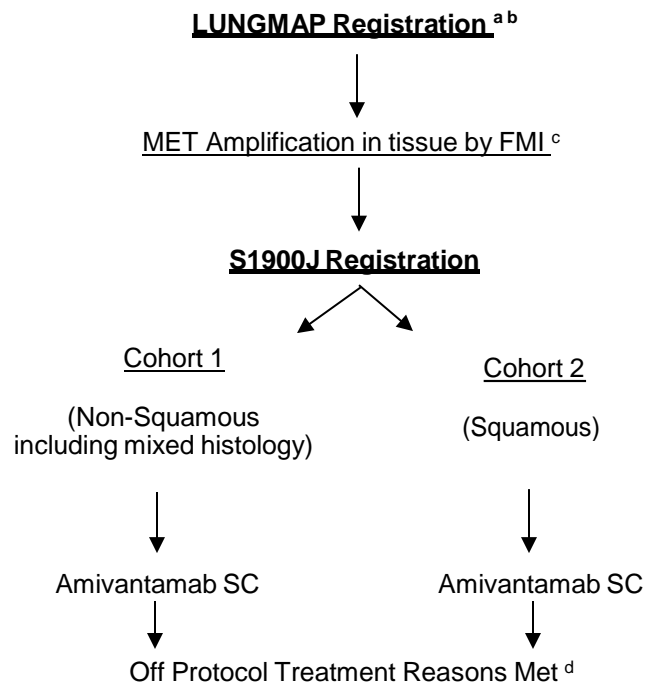 LUNGMAP Registration a b
MET Amplification in tissue by FMI c
S1900J Registration
Cohort 1
(Non-Squamous
including mixed histology)
Cohort 2
(Squamous)
Amivantamab SC
Amivantamab SC
Off Protocol Treatment Reasons Met d